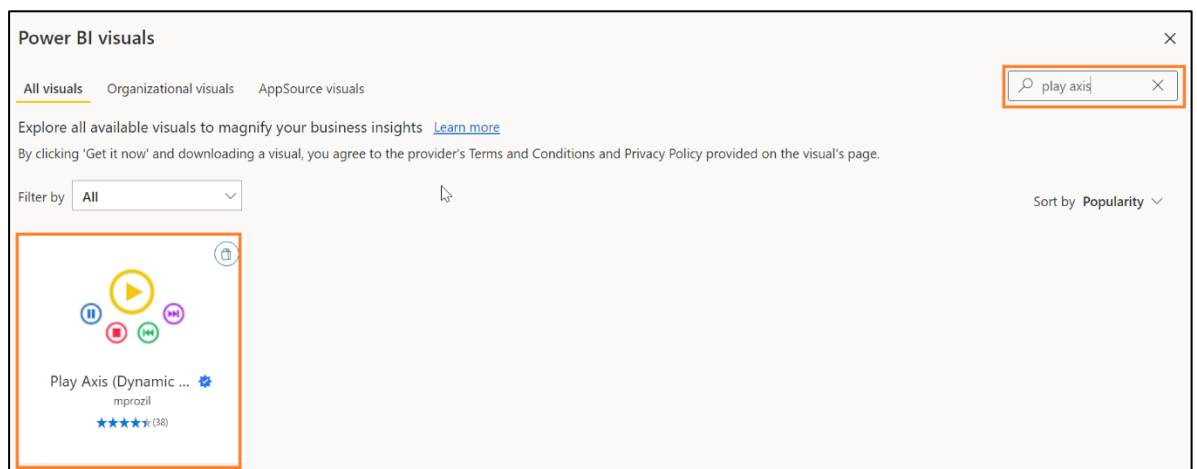 Power BI visuals
All visuals Organizational visuals AppSource visuals
play axis
Explore all available visuals to magnify your business insights Learn more
By clicking 'Get it now' and downloading a visual, you agree to the provider's Terms and Conditions and Privacy Policy provided on the visual's page.
Filter by All
Sort by Popularity
Play Axis (Dynamic ...
mprozil
(38)